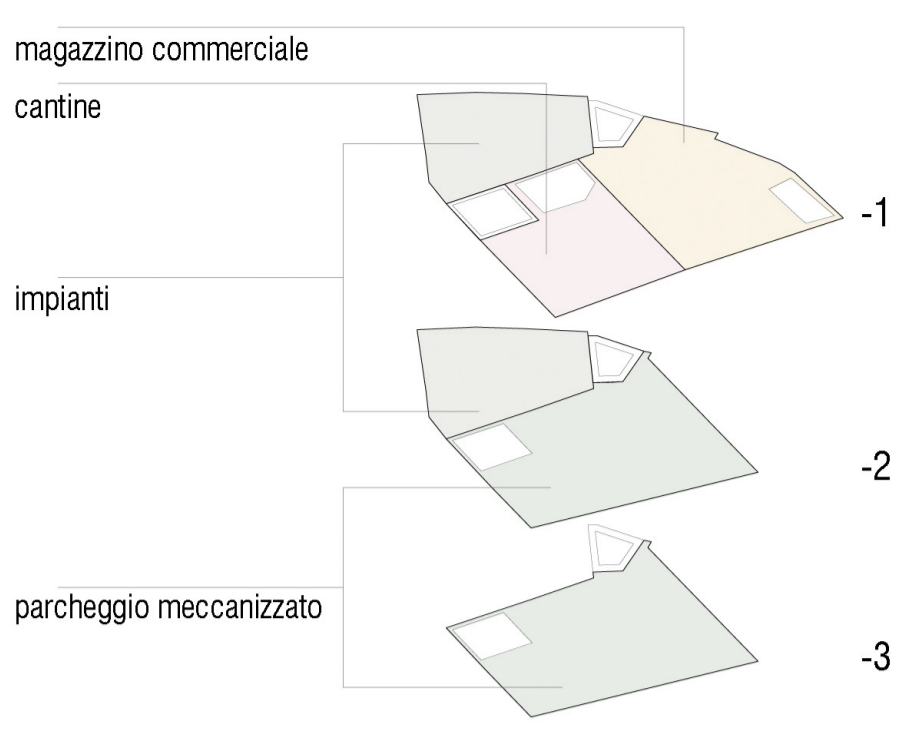 magazzino commerciale
cantine
-1
impianti
-2
parcheggio meccanizzato
-3